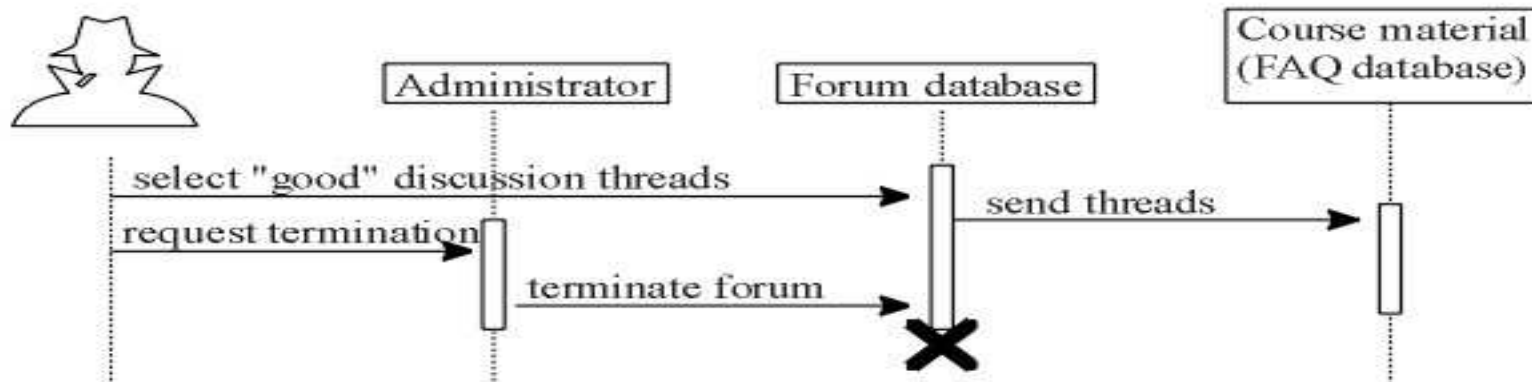 Course material
(FAQ database)
Administrator
Forum database
select "good" discussion threads
send threads
request termination
terminate forum